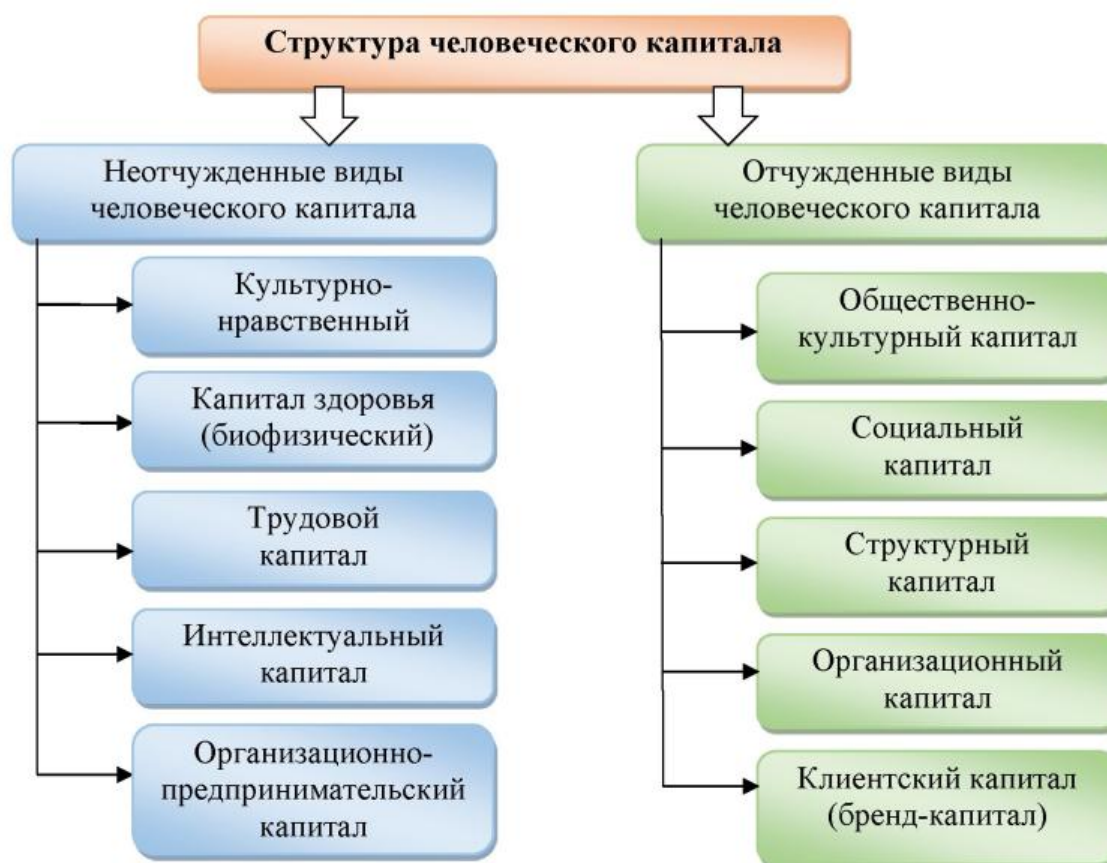 Структура человеческого капитала
Неотчужденные виды
человеческого капитала
Культурно-
нравственный
Капитал здоровья
(биофизический)
Трудовой
капитал
Интеллектуальный
капитал
Организационно-
предпринимательский
капитал
Отчужденные виды
человеческого капитала
Общественно-
культурный капитал
Социальный
капитал
Структурный
капитал
Организационный
капитал
Клиентский капитал
(бренд-капитал)